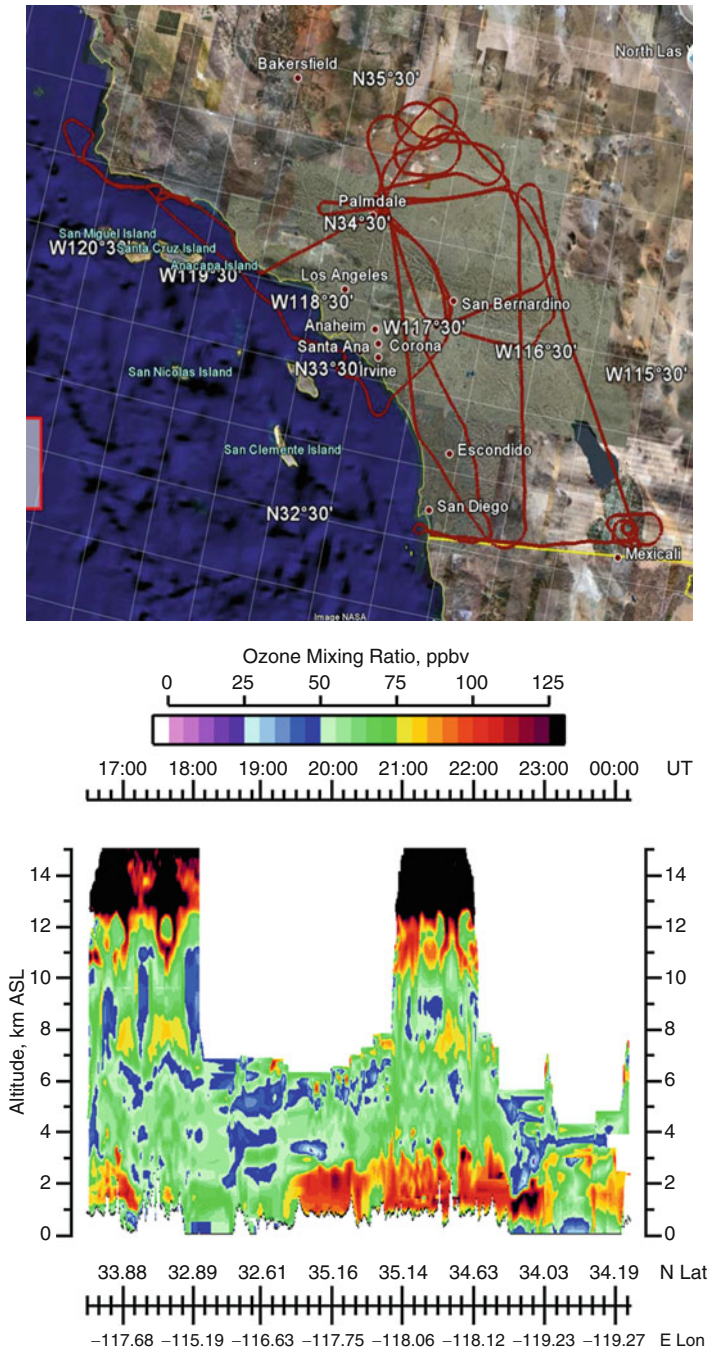 North Las V
Bakersfield
N35°30'
Palmdale
N34°30'
San Miguel Island
W120°30'
Santa Cruz Island
Anacapa Island
W119°30'
Los Angeles
W118°30'
San Bernardino
Anaheim
W117°30'
Santa Ana
Corona
W116°30'
N33°30'
Irvine
W115°30'
San Nicolas Island
San Clemente Island
Escondido
San Diego
N32°30'
Mexicali
Image NASA
Ozone Mixing Ratio, ppbv
0 25 50 75 100 125
17:00 18:00 19:00 20:00 21:00 22:00 23:00 00:00 UT
Altitude, km ASL
14 14
12 12
10 10
8 8
6 6
4 4
2 2
0 0
33.88 32.89 32.61 35.16 35.14 34.63 34.03 34.19 N Lat
−117.68 −115.19 −116.63 −117.75 −118.06 −118.12 −119.23 −119.27 E Lon